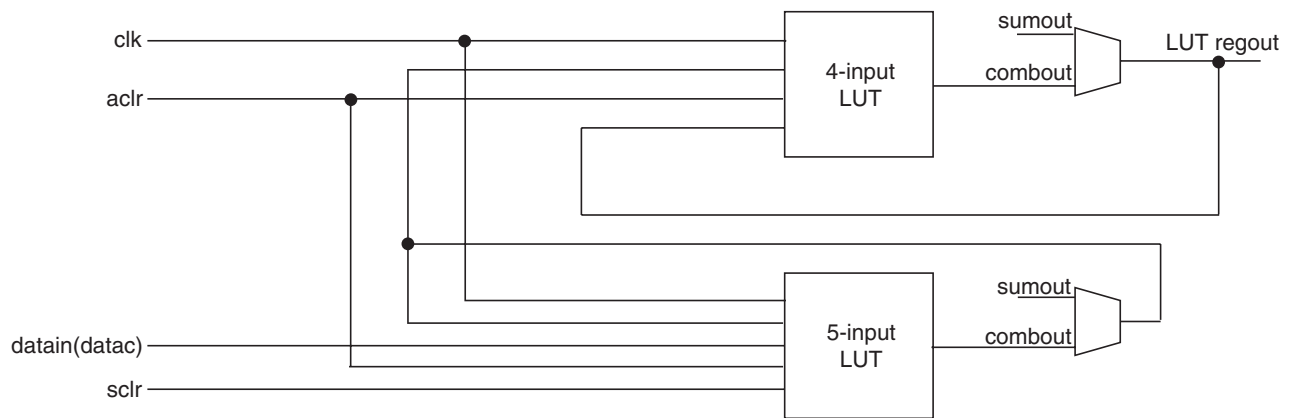 clk
aclr
4-input
LUT
sumout
combout
LUT regout
datain(datac)
sclr
5-input
LUT
sumout
combout